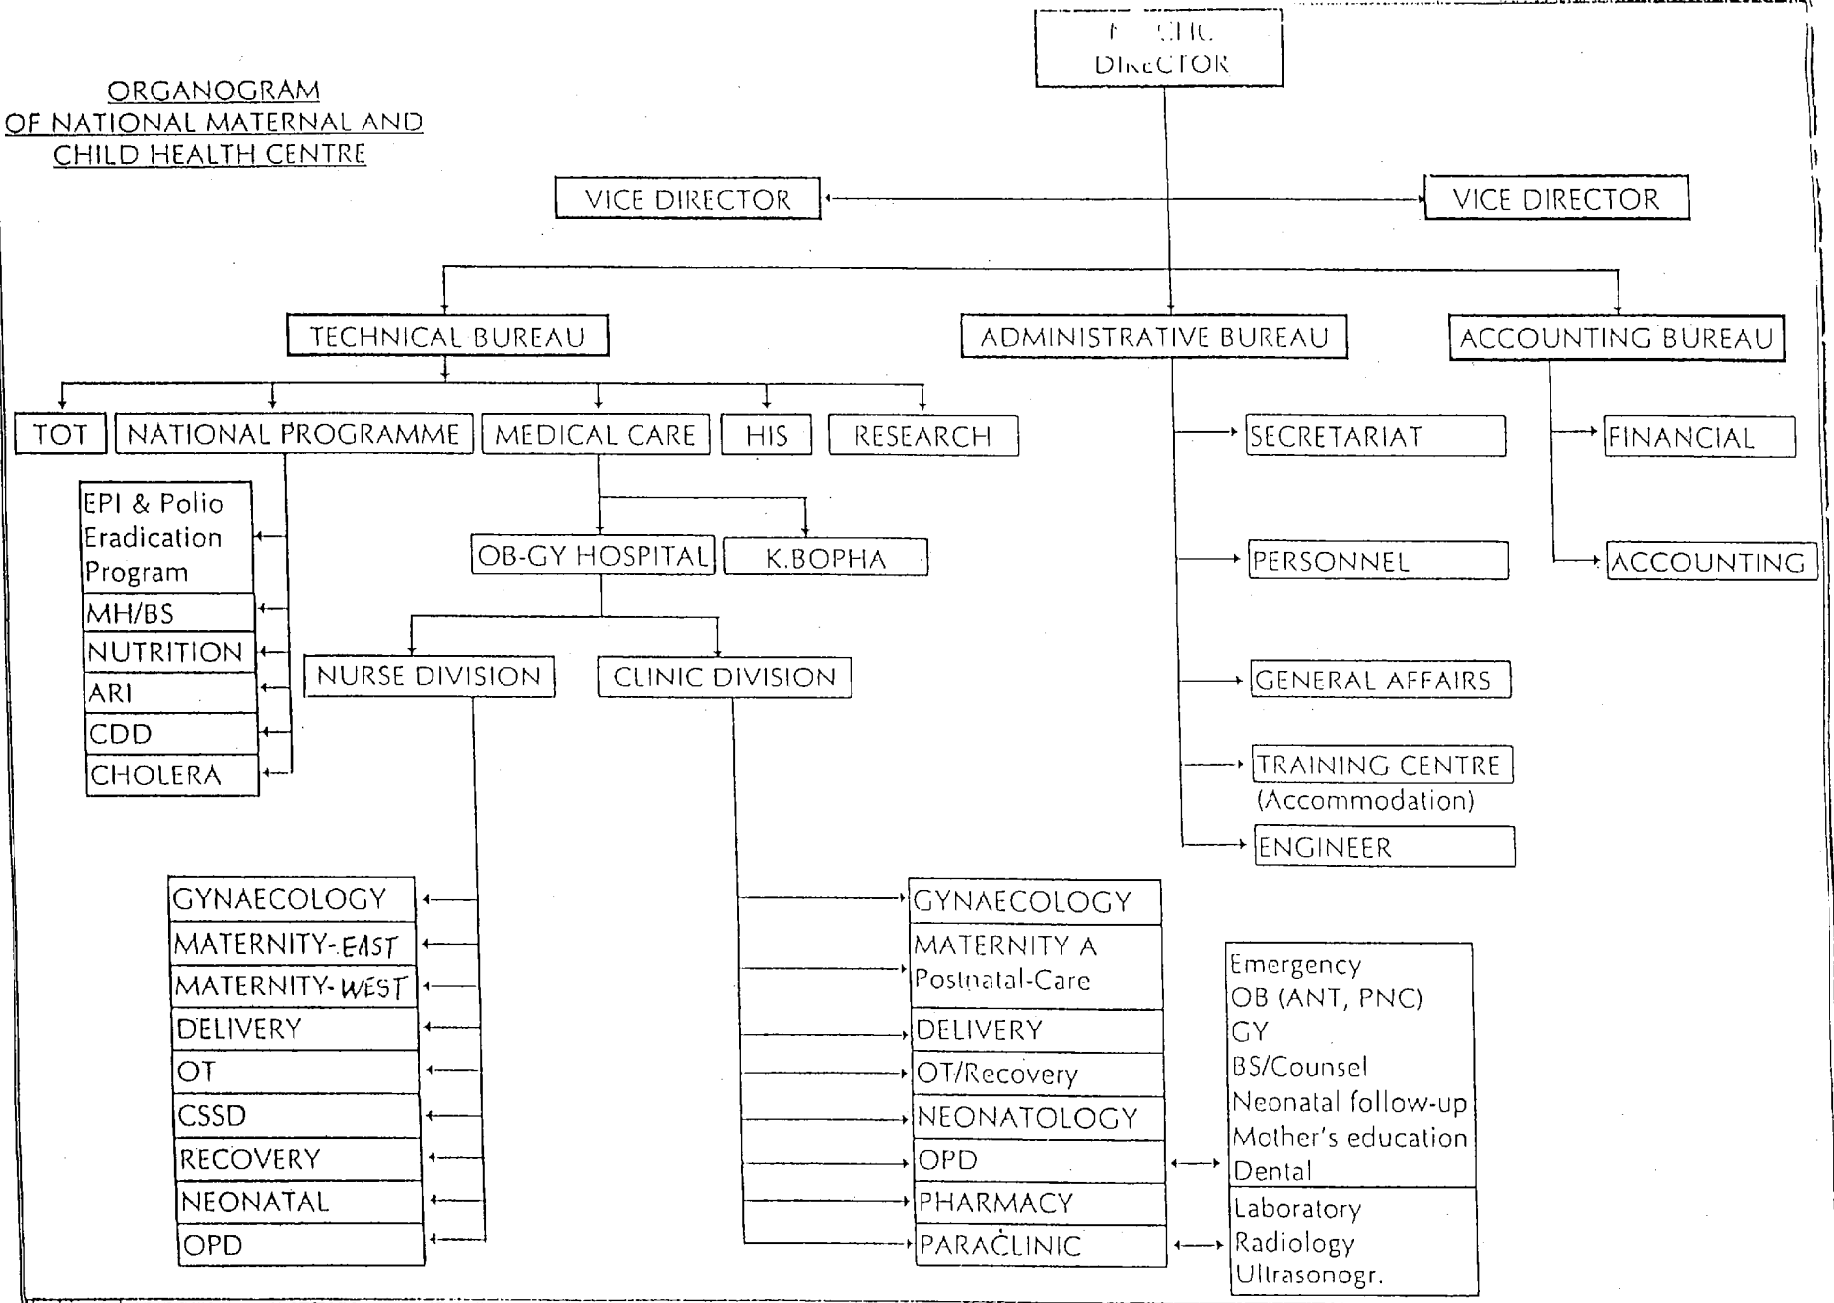 ORGANOGRAM
OF NATIONAL MATERNAL AND
CHILD HEALTH CENTRE
DIRECTOR
VICE DIRECTOR
VICE DIRECTOR
TECHNICAL BUREAU
ADMINISTRATIVE BUREAU
ACCOUNTING BUREAU
TOT
NATIONAL PROGRAMME
MEDICAL CARE
HIS
RESEARCH
EPI & Polio
Eradication
Program
MH/BS
NUTRITION
ARI
CDD
CHOLERA
OB-GY HOSPITAL
K.BOPHA
NURSE DIVISION
CLINIC DIVISION
GYNAECOLOGY
MATERNITY-EAST
MATERNITY-WEST
DELIVERY
OT
CSSD
RECOVERY
NEONATAL
OPD
GYNAECOLOGY
MATERNITY A
Postnatal-Care
DELIVERY
OT/Recovery
NEONATOLOGY
OPD
PHARMACY
PARACLINIC
Emergency
OB (ANT, PNC)
GY
BS/Counsel
Neonatal follow-up
Mother's education
Dental
Laboratory
Radiology
Ultrasonogr.
SECRETARIAT
PERSONNEL
GENERAL AFFAIRS
TRAINING CENTRE
(Accommodation)
ENGINEER
FINANCIAL
ACCOUNTING